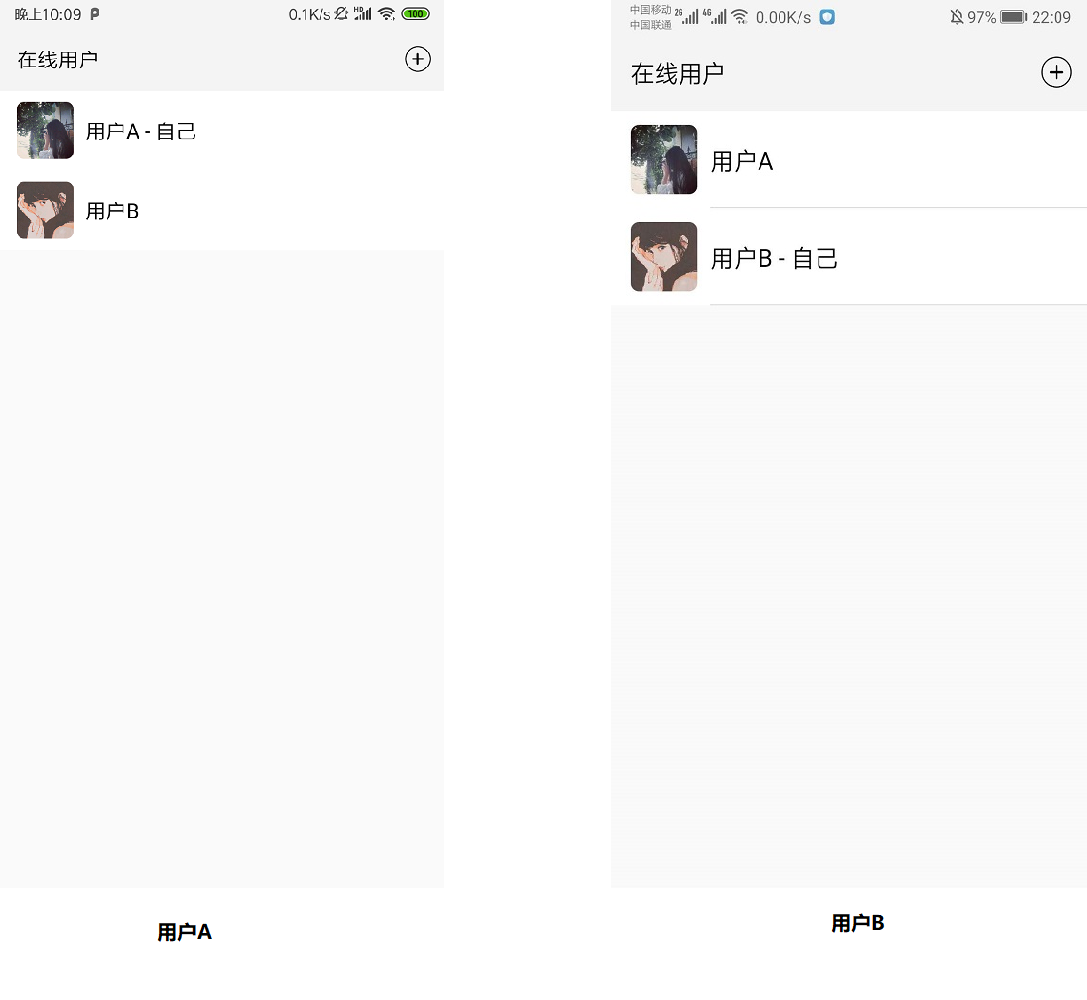 晚上10:09
0.1K/s HD 100
在线用户
用户A - 自己
用户B
用户A
中国移动 2G 4G 0.00K/s 97% 22:09
中国联通
在线用户
用户A
用户B - 自己
用户B